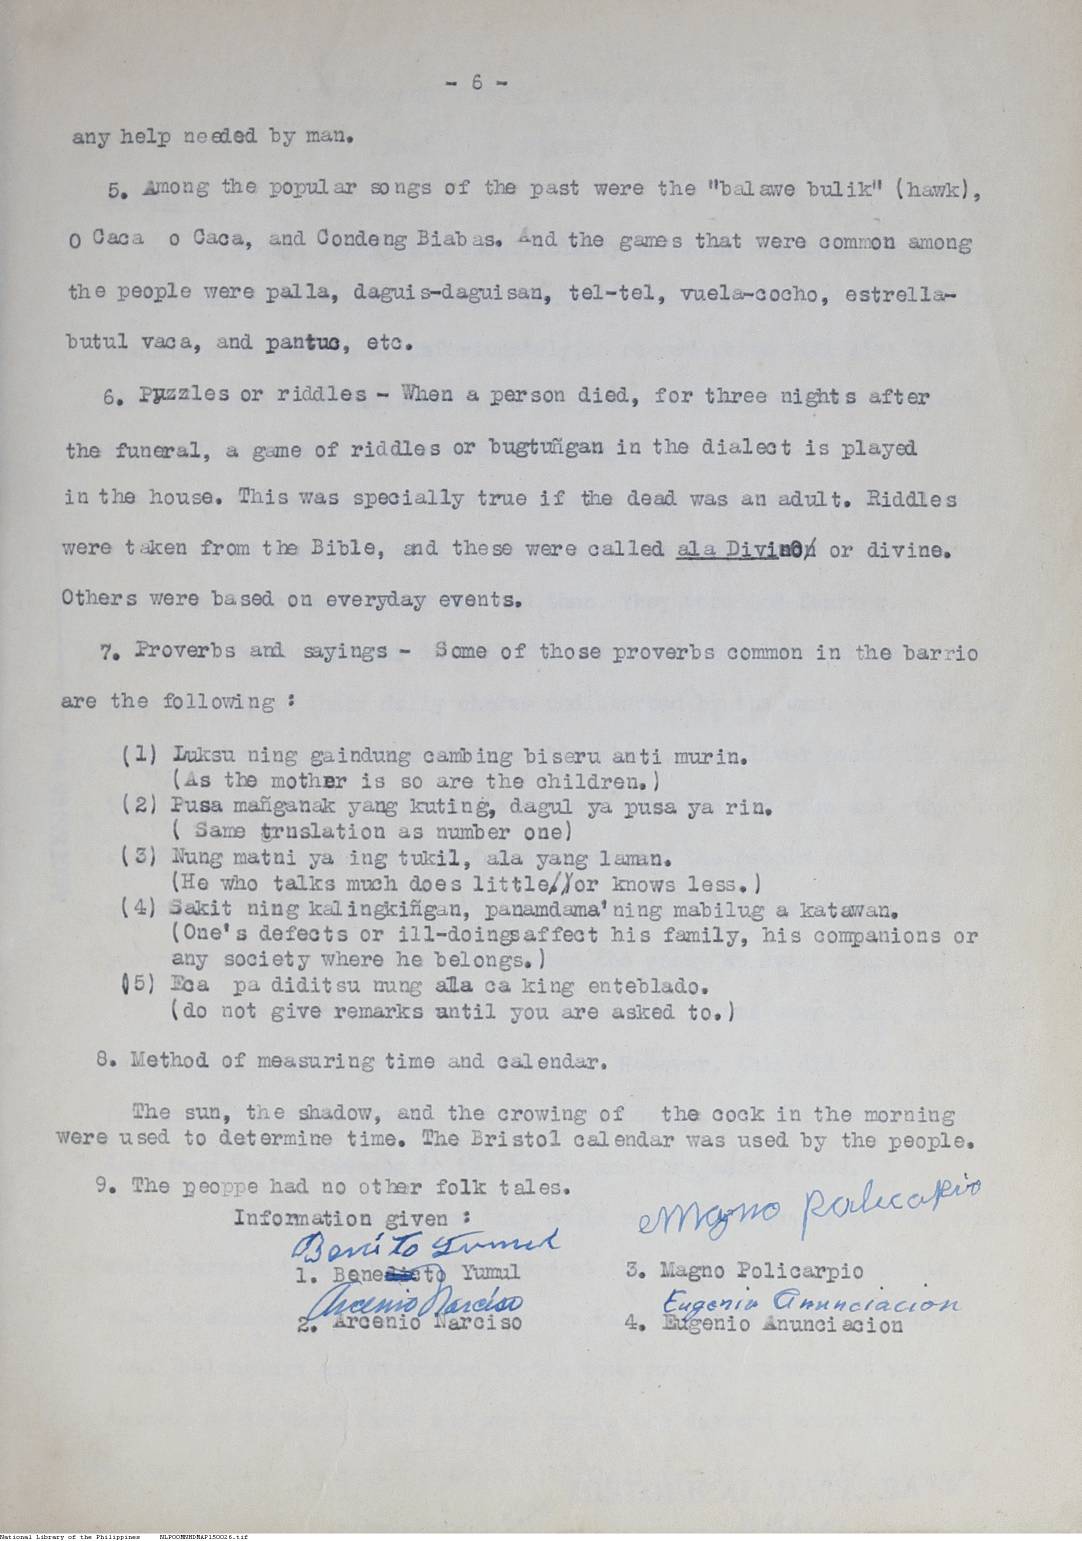 - 6 -
any help needed by man.
5. Among the popular songs of the past were the "balawe bulik" (hawk),
O Caca o Caca, and Condeng Biabas. And the games that were common among
the people were palla, daguis-daguisan, tel-tel, vuela-cocho, estrella-
butul vaca, and pantuc, etc.
6. Puzzles or riddles - When a person died, for three nights after
the funeral, a game of riddles or bugtuñgan in the dialect is played
in the house. This was specially true if the dead was an adult. Riddles
were taken from the Bible, and these were called ala Divino or divine.
Others were based on everyday events.
7. Proverbs and sayings - Some of those proverbs common in the barrio
are the following :
(1) Luksu ning gaindung cambing biseru anti murin.
(As the mother is so are the children.)
(2) Pusa mañganak yang kuting, dagul ya pusa ya rin.
( Same trnslation as number one)
(3) Nung matni ya ing tukil, ala yang laman.
(He who talks much does little//or knows less.)
(4) Sakit ning kalingkiñgan, panamdama'ning mabilug a katawan.
(One's defects or ill-doingsaffect his family, his companions or
any society where he belongs.)
(5) Eca pa diditsu nung ala ca king enteblado.
(do not give remarks until you are asked to.)
8. Method of measuring time and calendar.
The sun, the shadow, and the crowing of the cock in the morning
were used to determine time. The Bristol calendar was used by the people.
9. The peoppe had no other folk tales.
Magno Policarpio
Information given :
Benito Yumul
1. Benedicto Yumul 3. Magno Policarpio
Arcenio Narciso Eugenio Anunciacion
2. Arcenio Narciso 4. Eugenio Anunciacion
National Library of the Philippines NLPOOMNHDMAP150026.tif